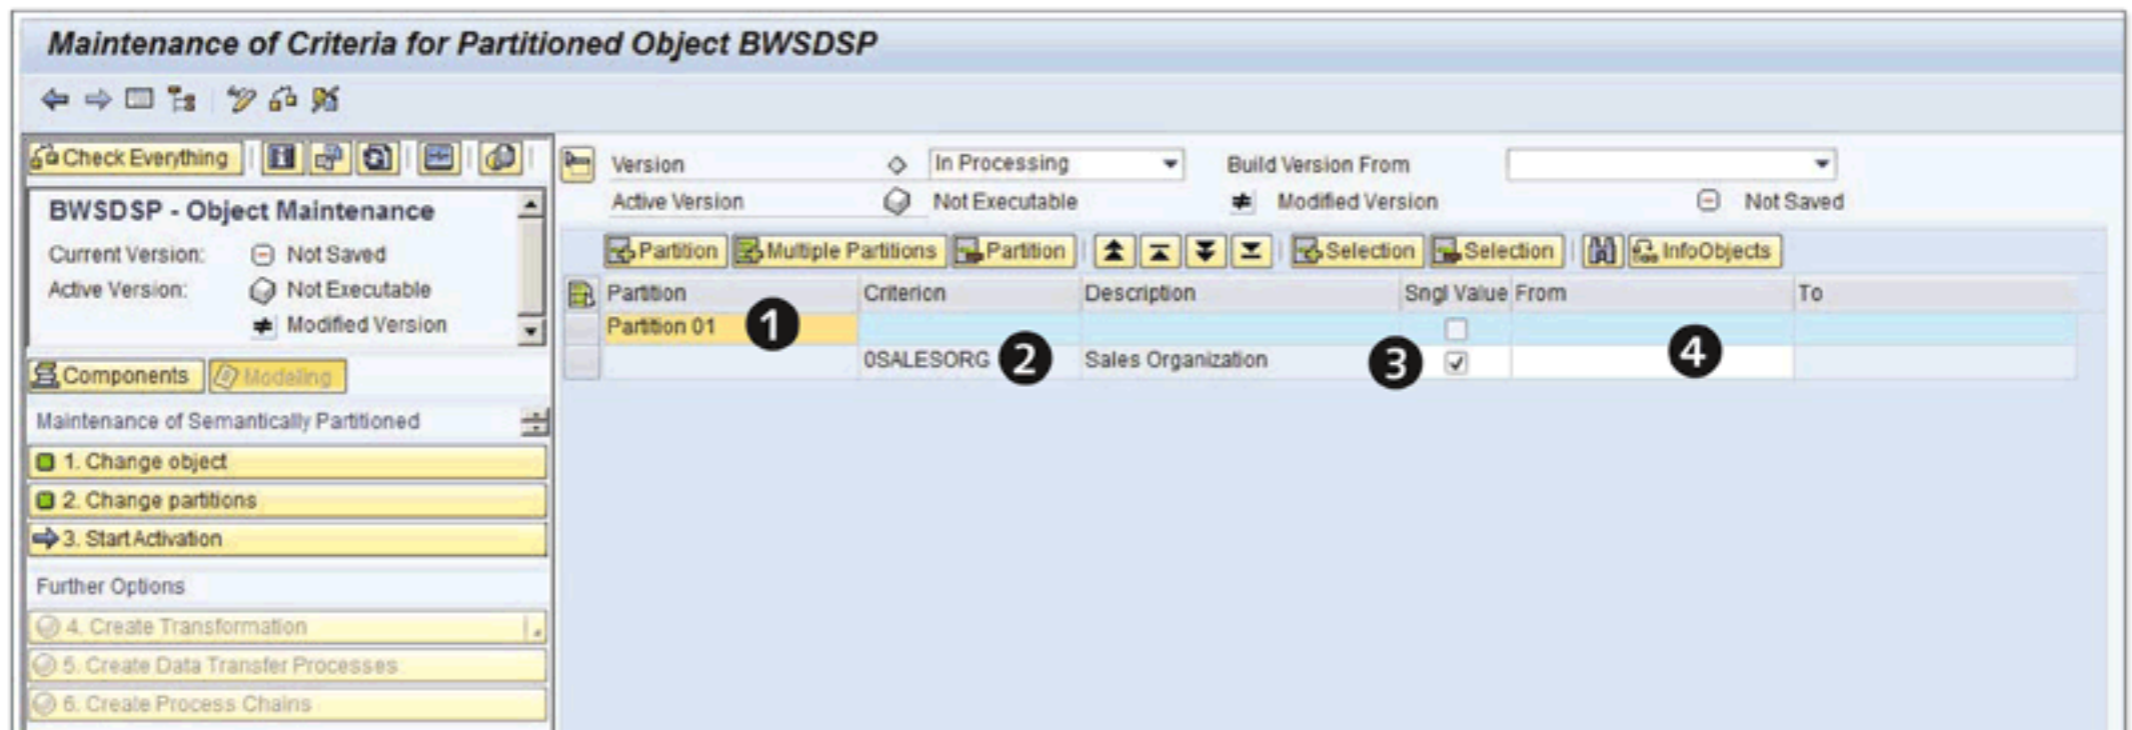 Maintenance of Criteria for Partitioned Object BWSDSP
Check Everything
BWSDSP - Object Maintenance
Current Version: Not Saved
Active Version: Not Executable
Modified Version
Components Modeling
Maintenance of Semantically Partitioned
1. Change object
2. Change partitions
3. Start Activation
Further Options
4. Create Transformation
5. Create Data Transfer Processes
6. Create Process Chains
Version In Processing Build Version From
Active Version Not Executable Modified Version Not Saved
Partition Multiple Partitions Partition Selection Selection InfoObjects
Partition Criterion Description Sngl Value From To
Partition 01 1
0SALESORG 2 Sales Organization 3 4